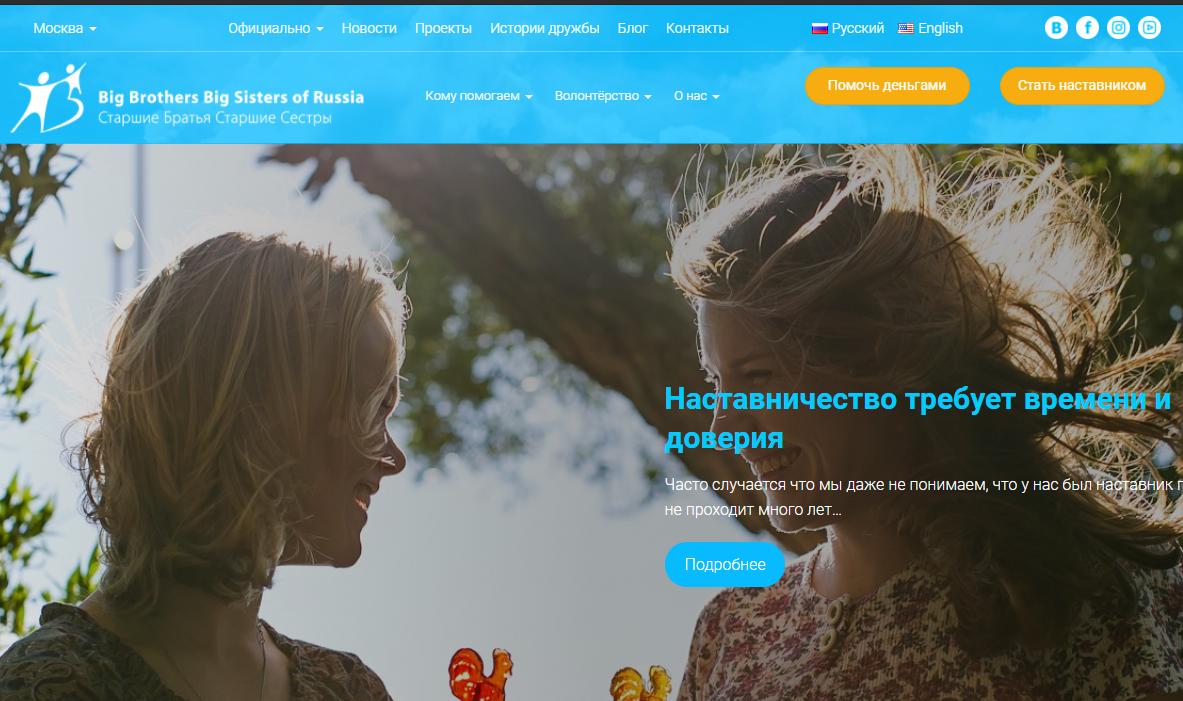 Москва Официально Новости Проекты Истории дружбы Блог Контакты Русский English
Big Brothers Big Sisters of Russia
Старшие Братья Старшие Сестры
Кому помогаем Волонтёрство О нас
Помочь деньгами Стать наставником
Наставничество требует времени и
доверия
Часто случается что мы даже не понимаем, что у нас был наставник
не проходит много лет...
Подробнее